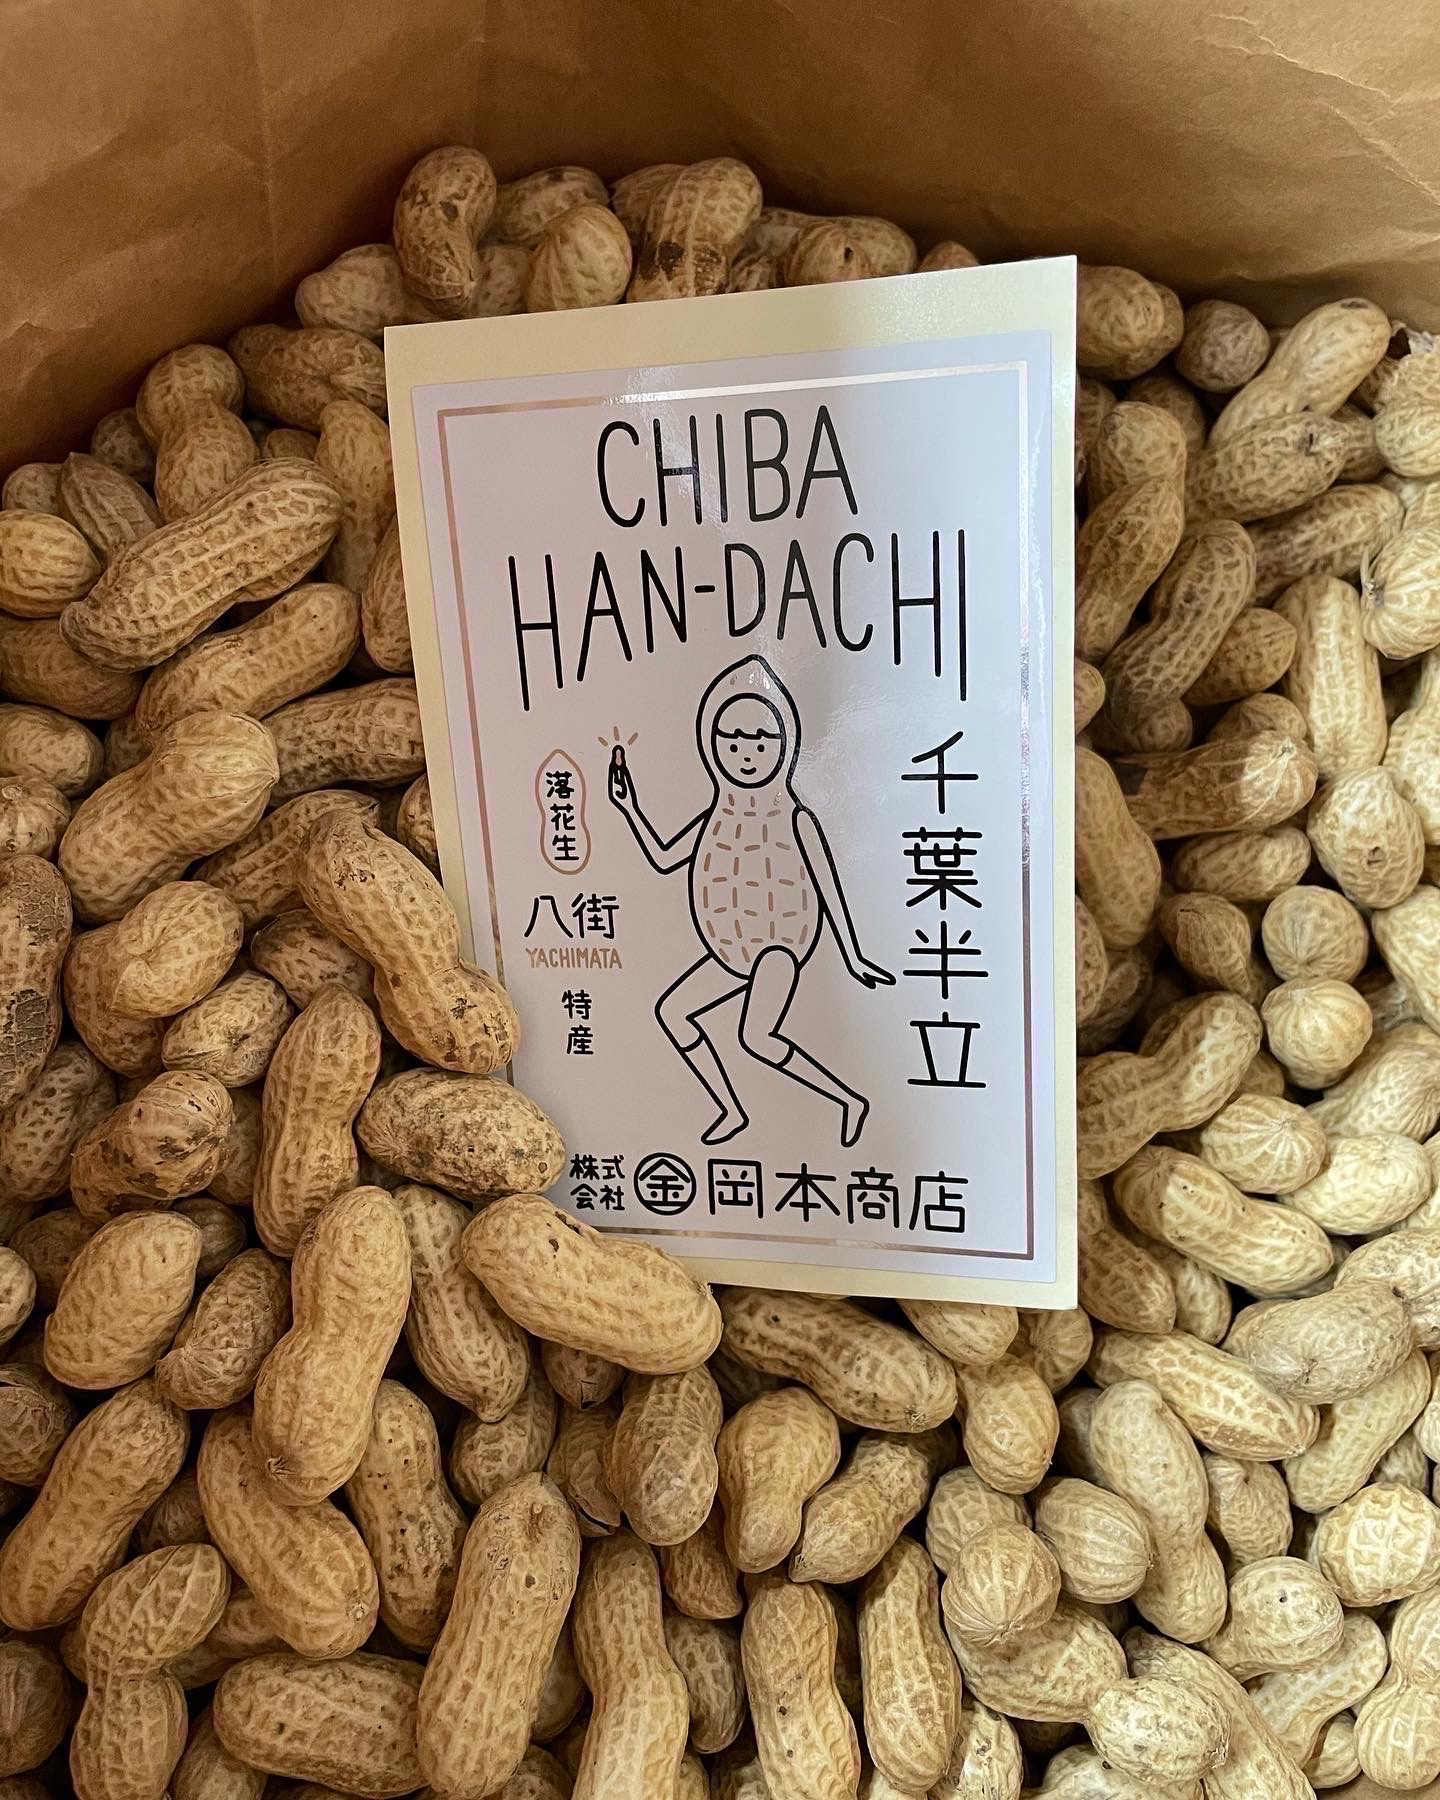 CHIBA
HAN-DACHI
千葉半立
落花生
八街
YACHIMATA
特産
株式
会社
金 岡本商店